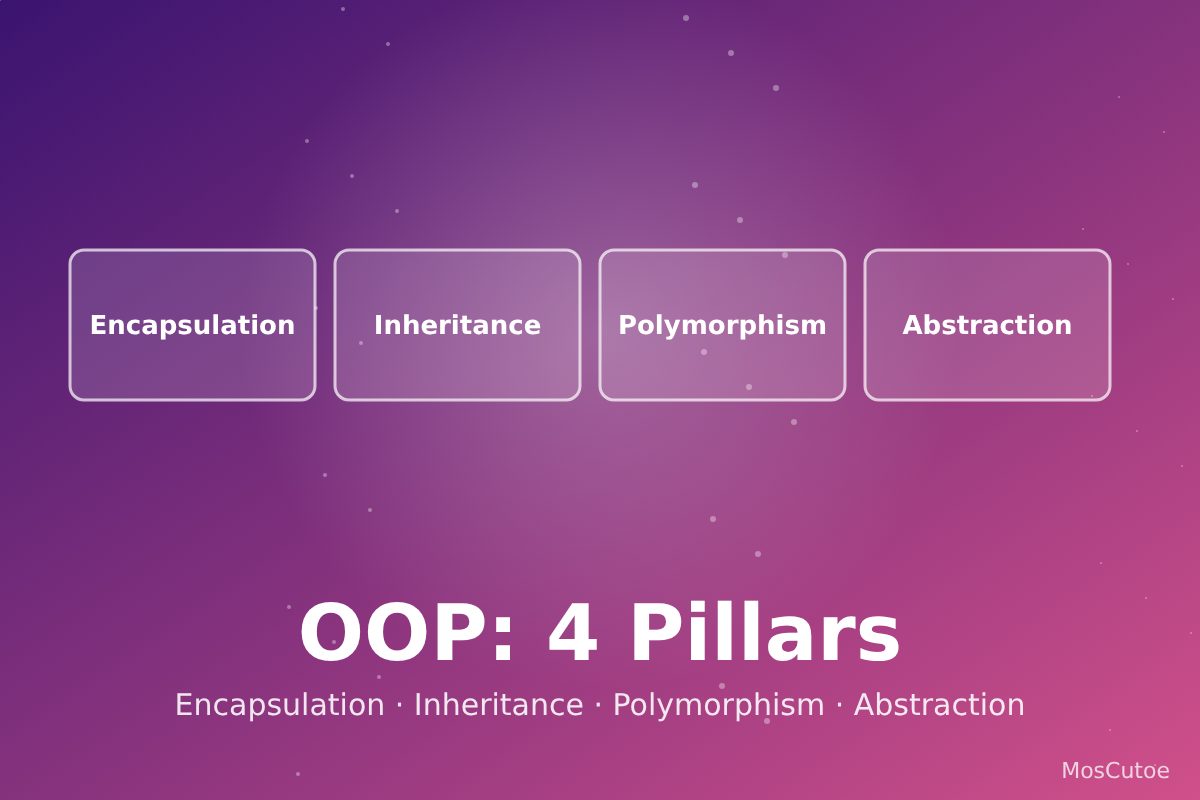 Encapsulation Inheritance Polymorphism Abstraction
OOP: 4 Pillars
Encapsulation · Inheritance · Polymorphism · Abstraction
MosCutoe